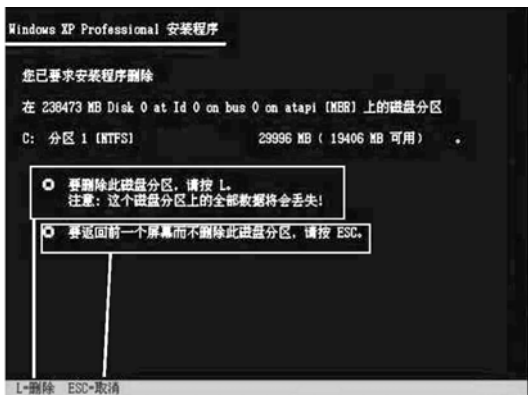 Windows XP Professional 安装程序
您已要求安装程序删除
在 238473 MB Disk 0 at Id 0 on bus 0 on atapi [MBR] 上的磁盘分区
C: 分区 1 [NTFS] 29996 MB ( 19406 MB 可用) .
要删除此磁盘分区, 请按 L。
注意: 这个磁盘分区上的全部数据将会丢失!
要返回前一个屏幕而不删除此磁盘分区, 请按 ESC。
L=删除 ESC=取消